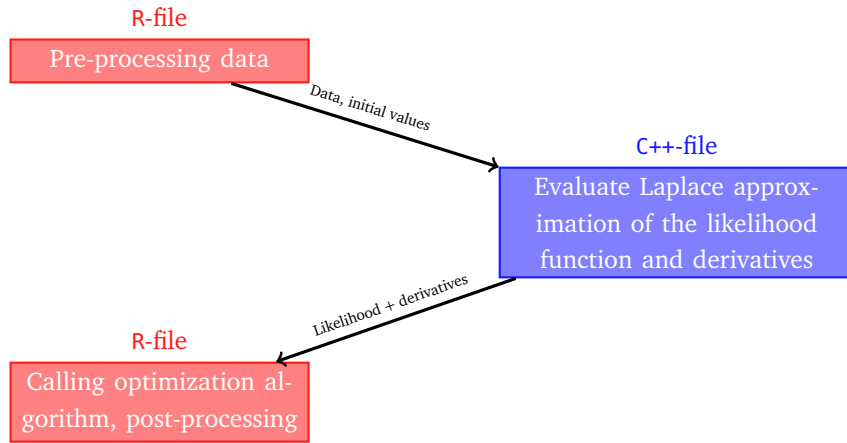 R-file
Pre-processing data
Data, initial values
C++-file
Evaluate Laplace approx-
imation of the likelihood
function and derivatives
Likelihood + derivatives
R-file
Calling optimization al-
gorithm, post-processing